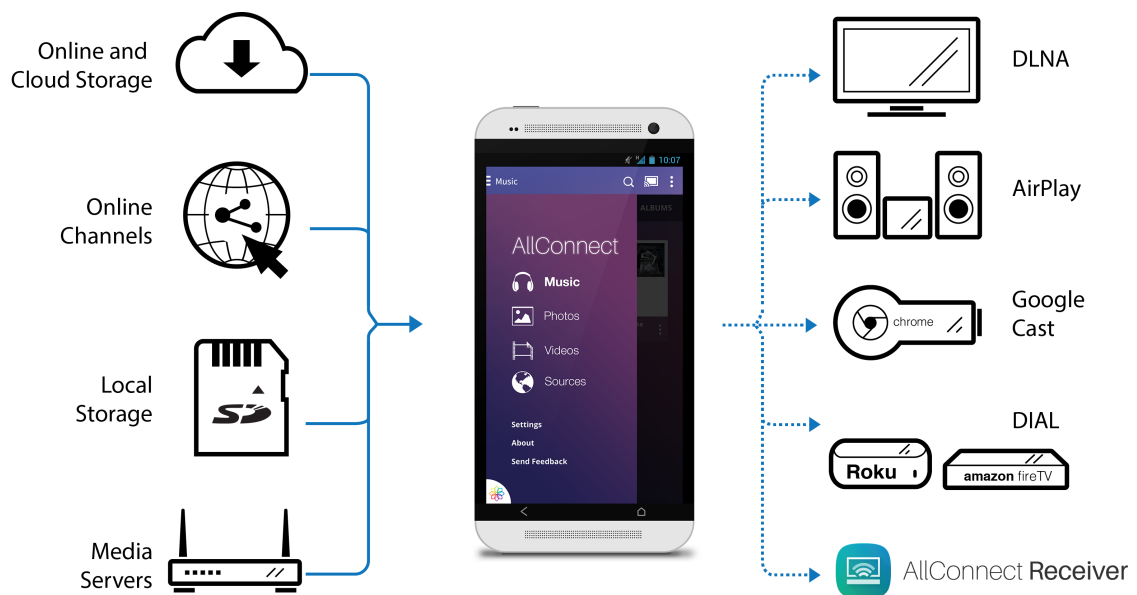 Online and
Cloud Storage
Online
Channels
Local
Storage
SD
Media
Servers
10:07
Music
ALBUMS
AllConnect
Music
Photos
Videos
Sources
Settings
About
Send Feedback
DLNA
AirPlay
Google
Cast
chrome
DIAL
Roku
amazon fireTV
AllConnect Receiver